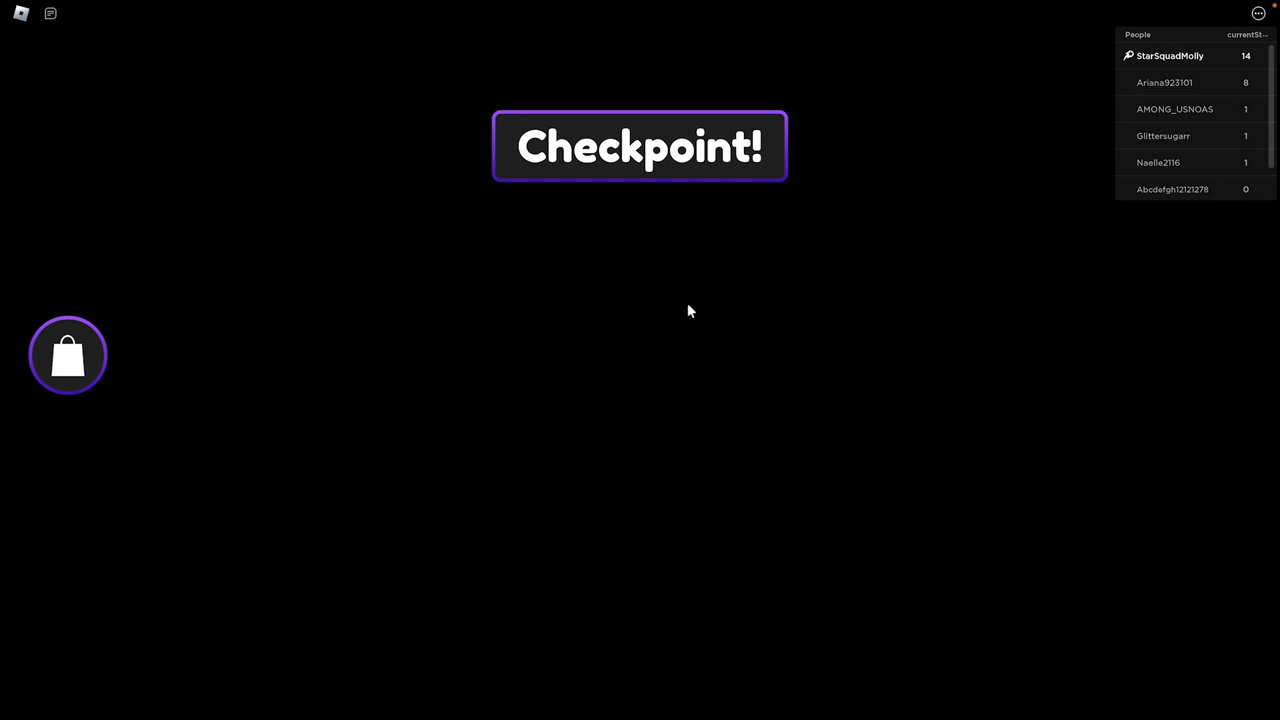 People currentSt...
StarSquadMolly 14
Checkpoint!
Ariana923101 8
AMONG_USNOAS 1
Glittersugarr 1
Naelle2116 1
Abcdefgh12121278 0